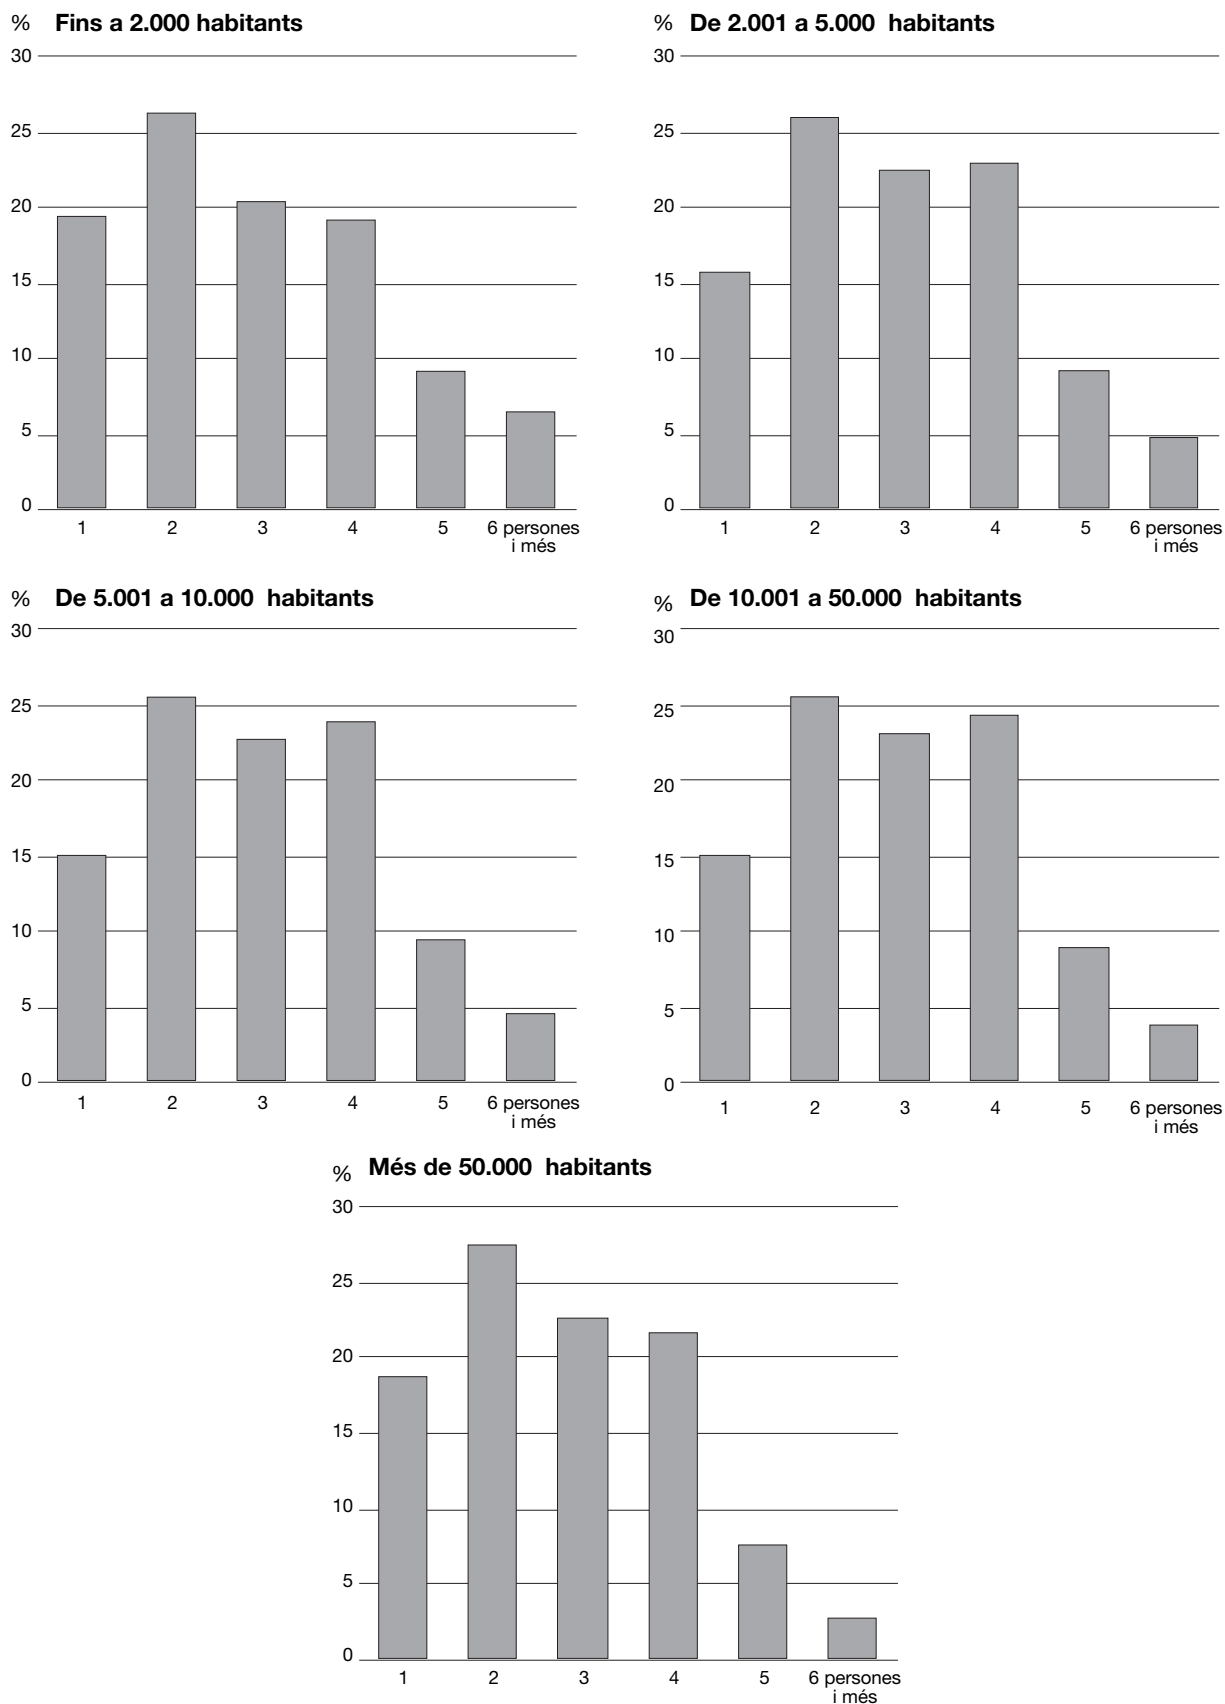 % Fins a 2.000 habitants
30
25
20
15
10
5
0
1 2 3 4 5 6 persones
i més
% De 2.001 a 5.000 habitants
30
25
20
15
10
5
0
1 2 3 4 5 6 persones
i més
% De 5.001 a 10.000 habitants
30
25
20
15
10
5
0
1 2 3 4 5 6 persones
i més
% De 10.001 a 50.000 habitants
30
25
20
15
10
5
0
1 2 3 4 5 6 persones
i més
% Més de 50.000 habitants
30
25
20
15
10
5
0
1 2 3 4 5 6 persones
i més